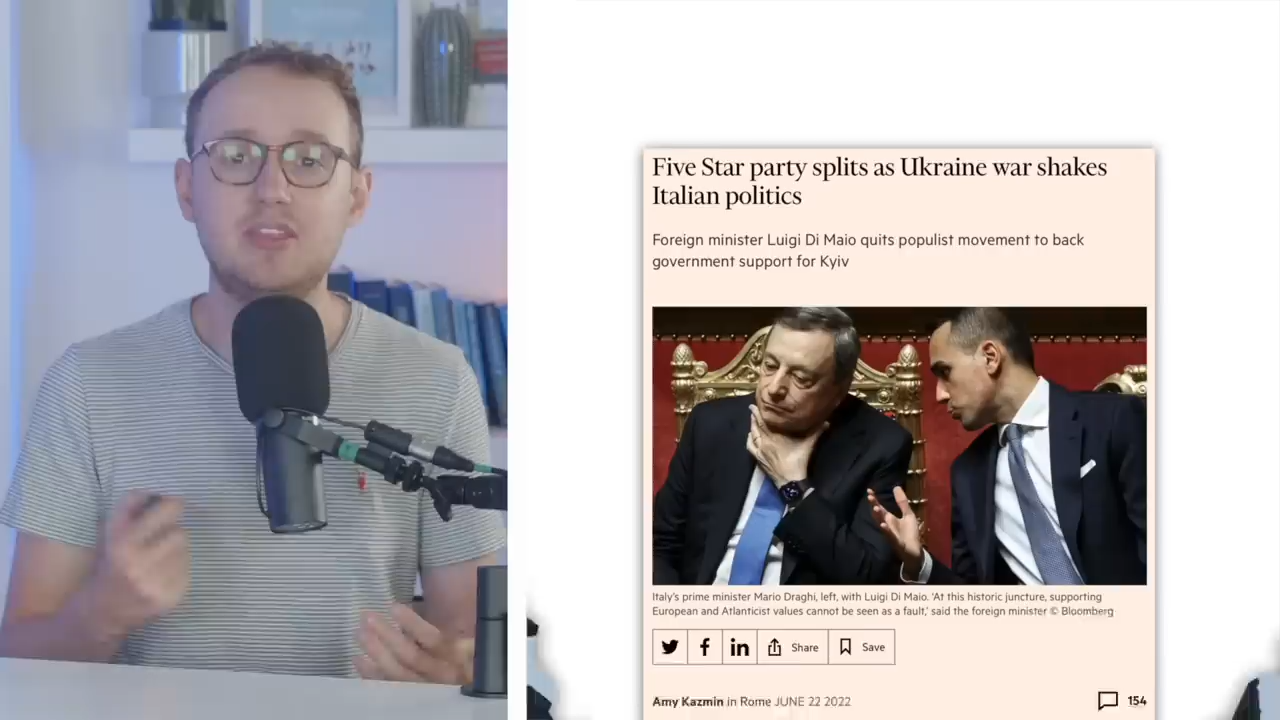 Five Star party splits as Ukraine war shakes
Italian politics
Foreign minister Luigi Di Maio quits populist movement to back
government support for Kyiv
Italy's prime minister Mario Draghi, left, with Luigi Di Maio. 'At this historic juncture, supporting
European and Atlanticist values cannot be seen as a fault,' said the foreign minister © Bloomberg
Share
Save
Amy Kazmin in Rome JUNE 22 2022
154